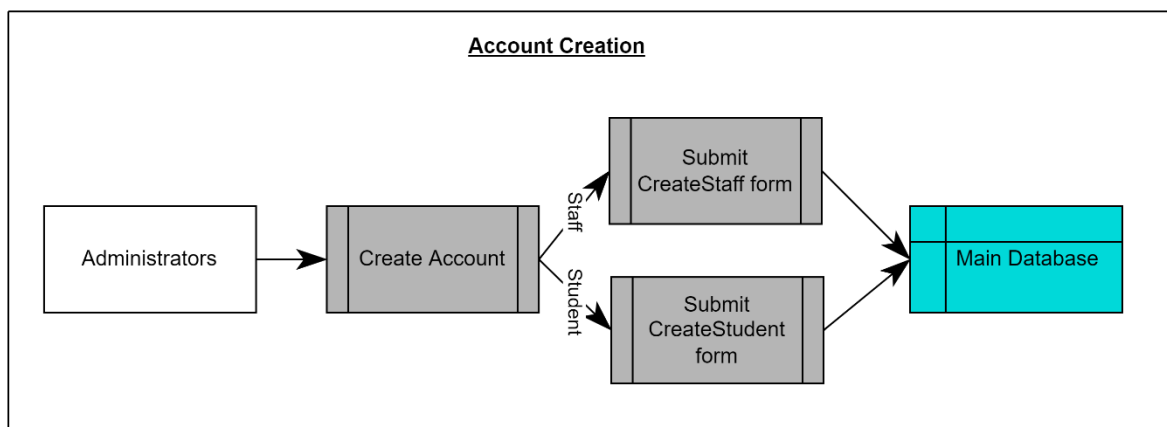 Account Creation
Administrators
Create Account
Staff
Student
Submit
CreateStaff form
Submit
CreateStudent
form
Main Database